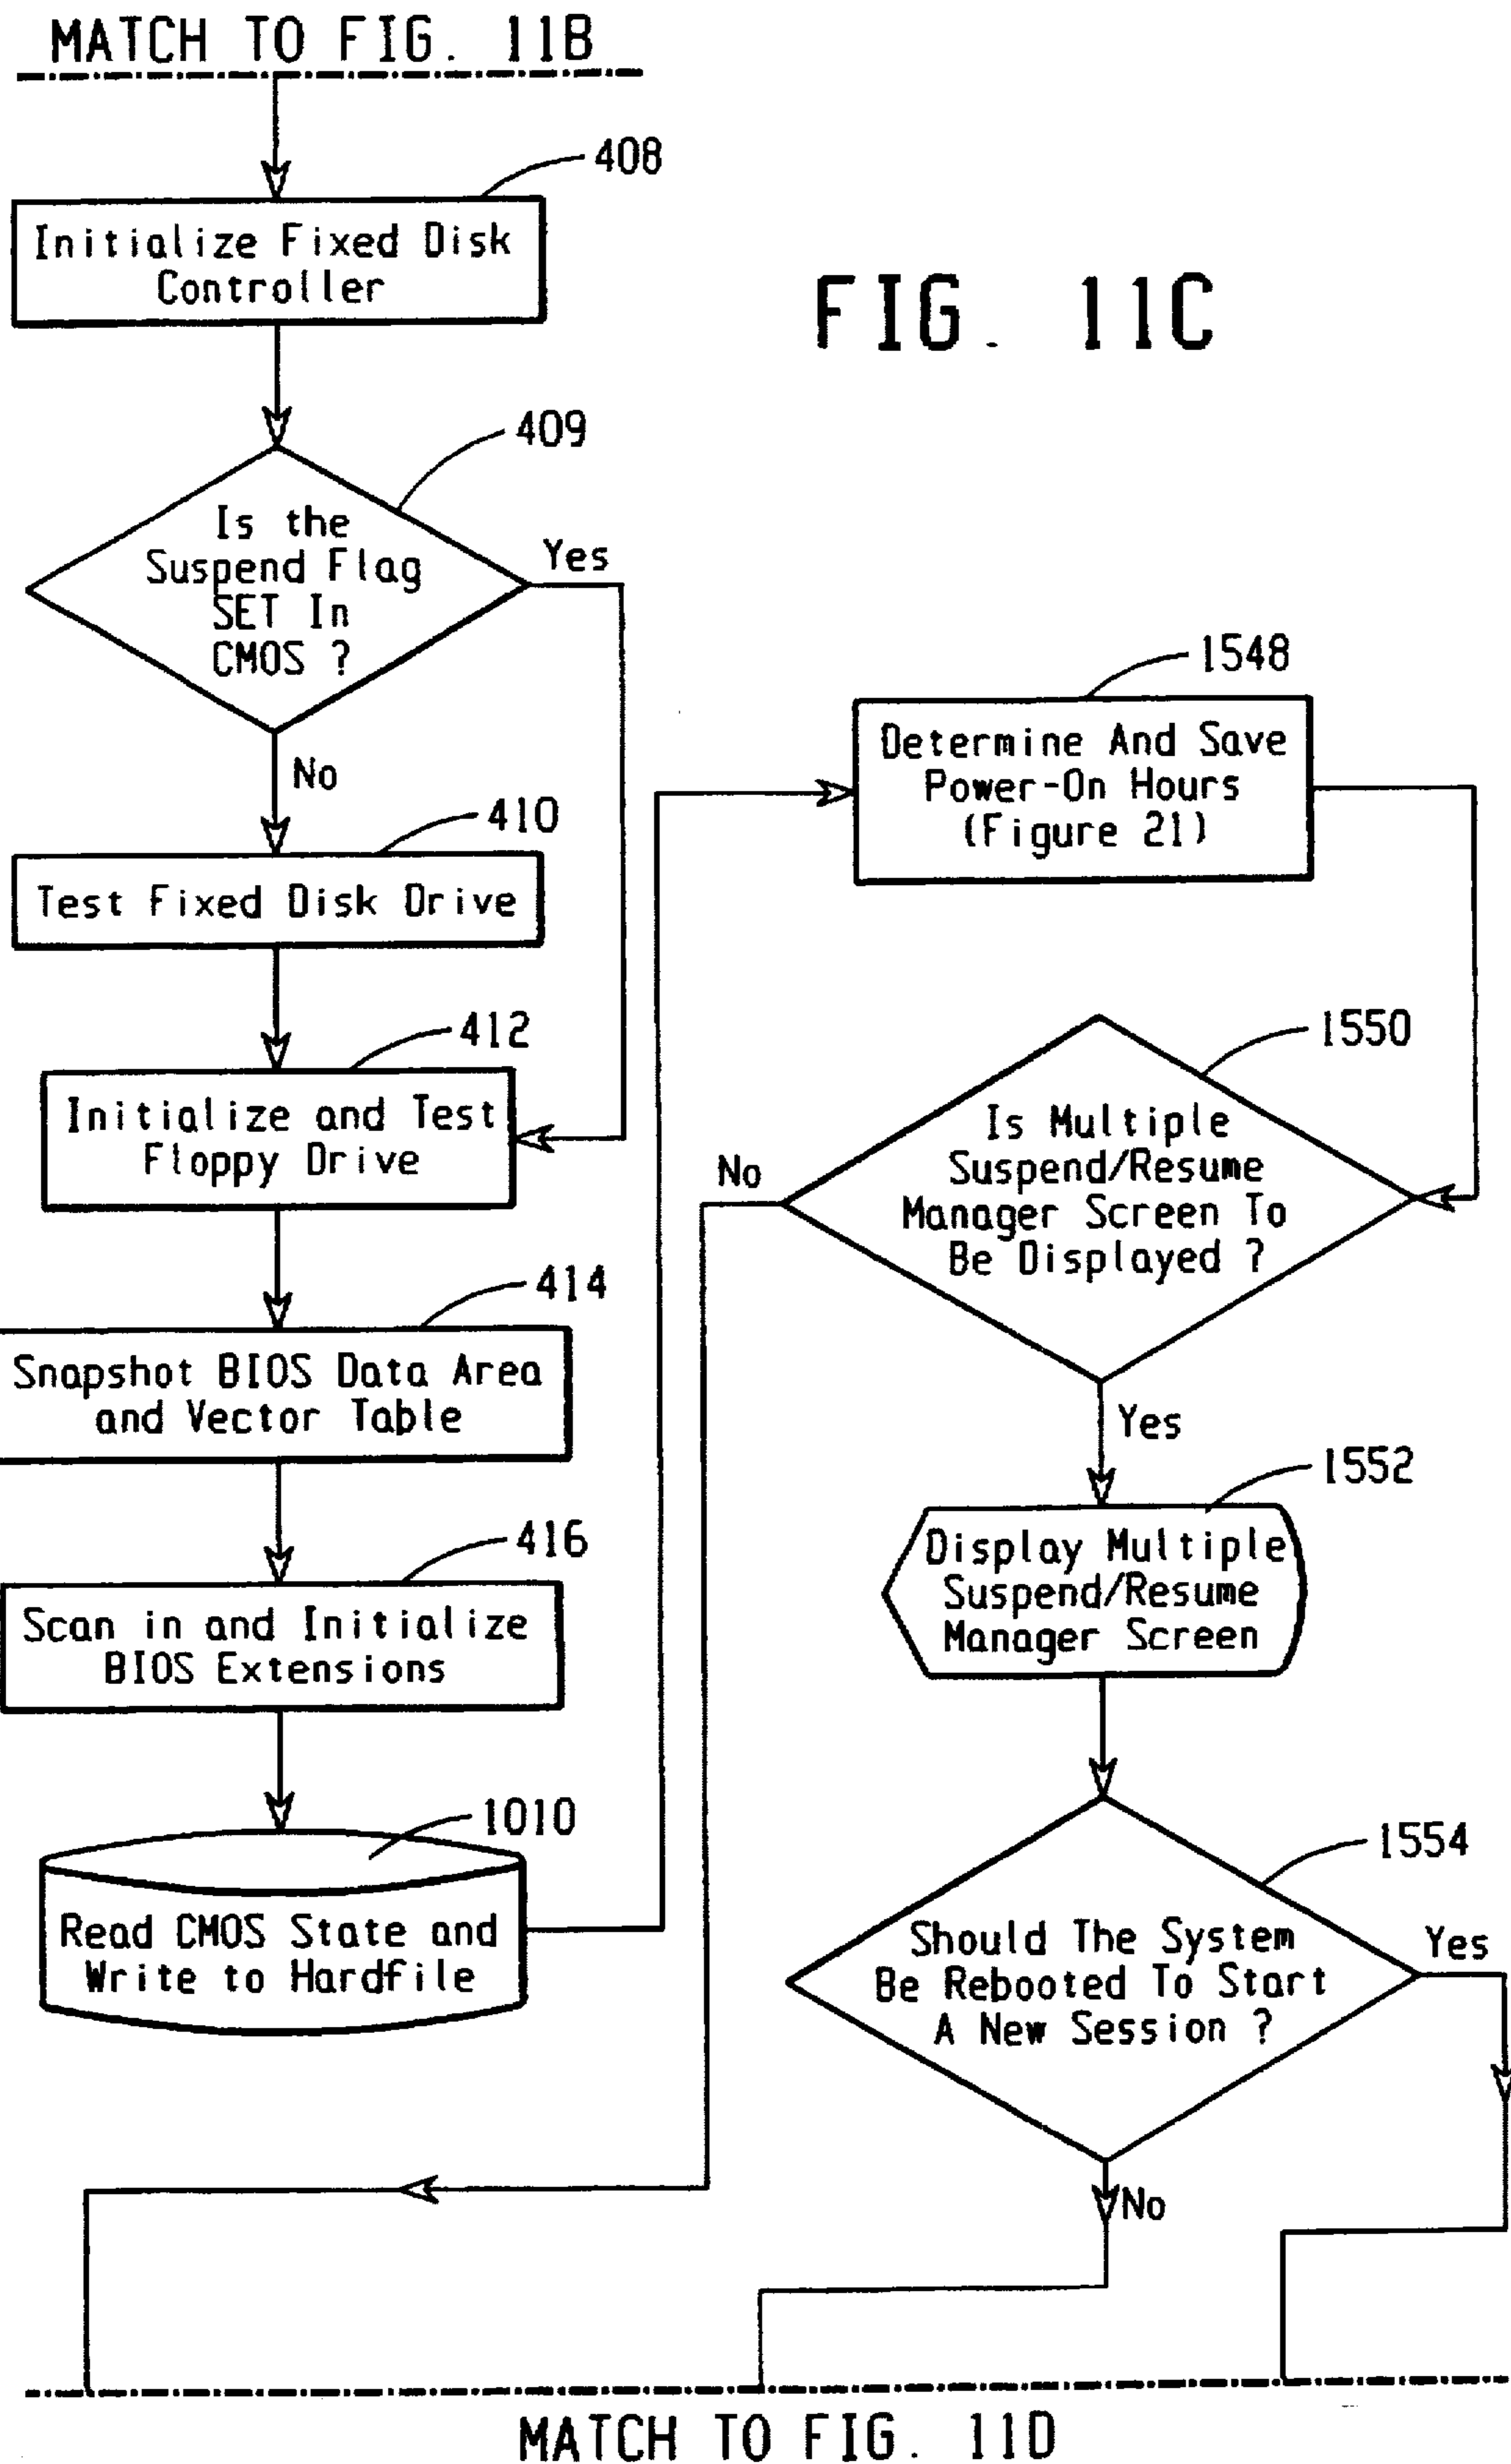 MATCH TO FIG. 11B
408
Initialize Fixed Disk
Controller
FIG. 11C
409
Is the
Suspend Flag
SET In
CMOS ?
Yes
No
410
Test Fixed Disk Drive
412
Initialize and Test
Floppy Drive
414
Snapshot BIOS Data Area
and Vector Table
416
Scan in and Initialize
BIOS Extensions
1010
Read CMOS State and
Write to Hardfile
1548
Determine And Save
Power-On Hours
(Figure 21)
1550
Is Multiple
Suspend/Resume
Manager Screen To
Be Displayed ?
No
Yes
1552
Display Multiple
Suspend/Resume
Manager Screen
1554
Should The System
Be Rebooted To Start
A New Session ?
Yes
No
MATCH TO FIG. 11D